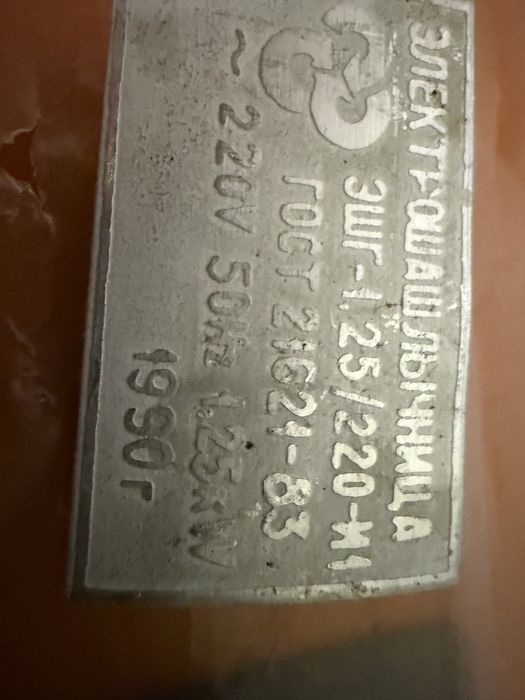 ЭЛЕКТРОШАШЛЫЧНИЦА
ЭШГ-1,25/220-И1
ГОСТ 21621-83
~ 220V 50Hz 1,25kW
1990г